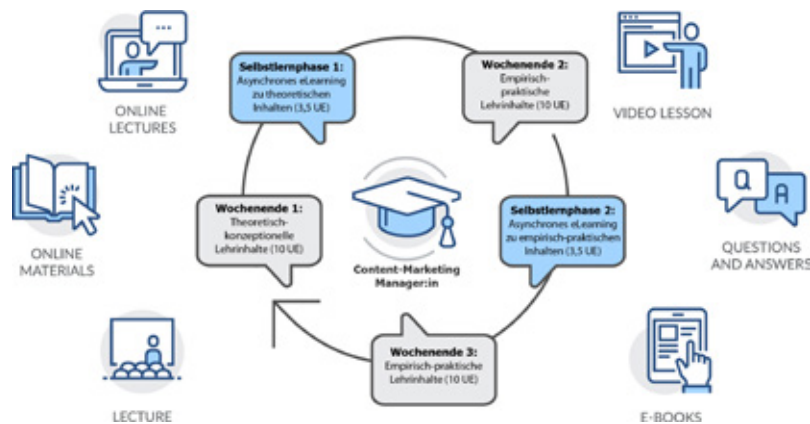 Selbstlernphase 1:
Asynchrones eLearning
zu theoretischen
Inhalten (3,5 UE)
Wochenende 2:
Empirisch-
praktische
Lehrinhalte (10 UE)
ONLINE
LECTURES
VIDEO LESSON
Wochenende 1:
Theoretisch-
konzeptionelle
Lehrinhalte (10 UE)
Selbstlernphase 2:
Asynchrones eLearning
zu empirisch-praktischen
Inhalten (3,5 UE)
Q
A
ONLINE
MATERIALS
QUESTIONS
AND ANSWERS
Content-Marketing
Manager:in
Wochenende 3:
Empirisch-praktische
Lehrinhalte (10 UE)
LECTURE
E-BOOKS